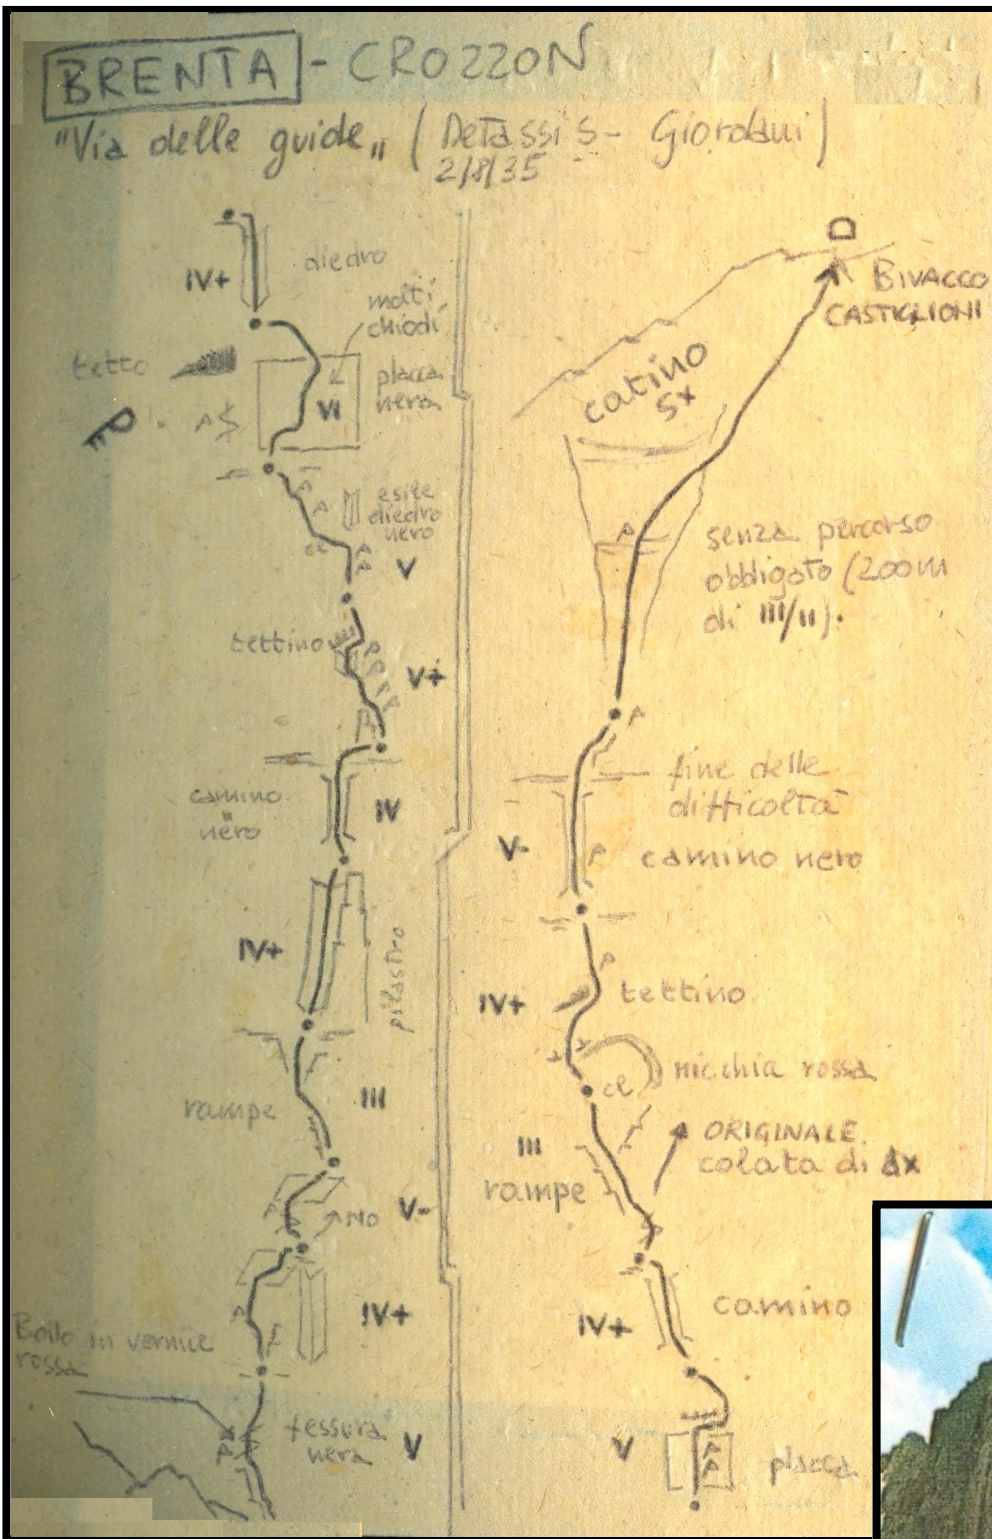 BRENTA - CROZZON
"Via delle guide" (Detassis - Giordani)
2/8/35
diedro
IV+
molti
chiodi
tetto
placca
nera
VI
esile
diedro
nero
V
tettino
V+
camino
nero
IV
IV+
pilastro
rampe
III
NO
V-
IV+
Bollo in vernice
rossa
fessura
nera
V
BIVACCO
CASTIGLIONI
catino
sx
senza percorso
obbligato (200m
di III/II).
fine delle
difficoltà
V-
camino nero
IV+
tettino
nicchia rossa
cl
III
rampe
ORIGINALE
colata di dx
camino
IV+
V
placca